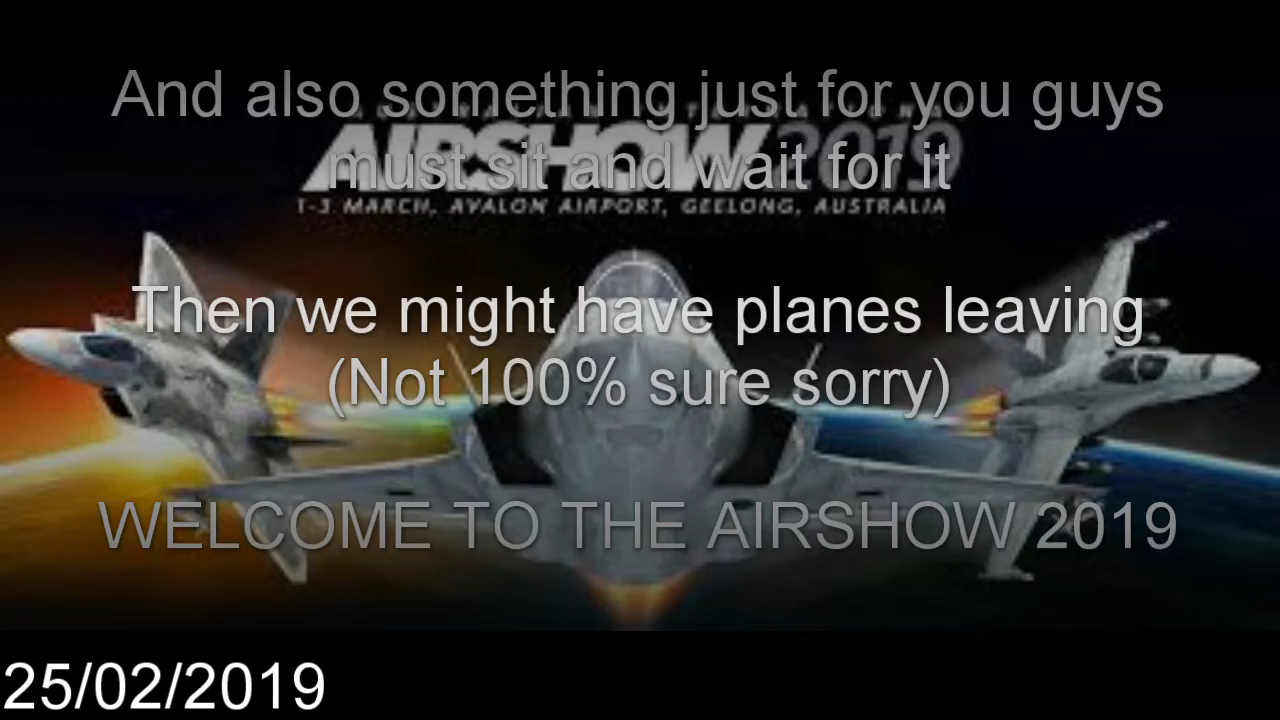 And also something just for you guys
AUSTRALIAN INTERNATIONAL
must sit and wait for it
AIRSHOW 2019
1-3 MARCH, AVALON AIRPORT, GEELONG, AUSTRALIA
Then we might have planes leaving
(Not 100% sure sorry)
WELCOME TO THE AIRSHOW 2019
25/02/2019